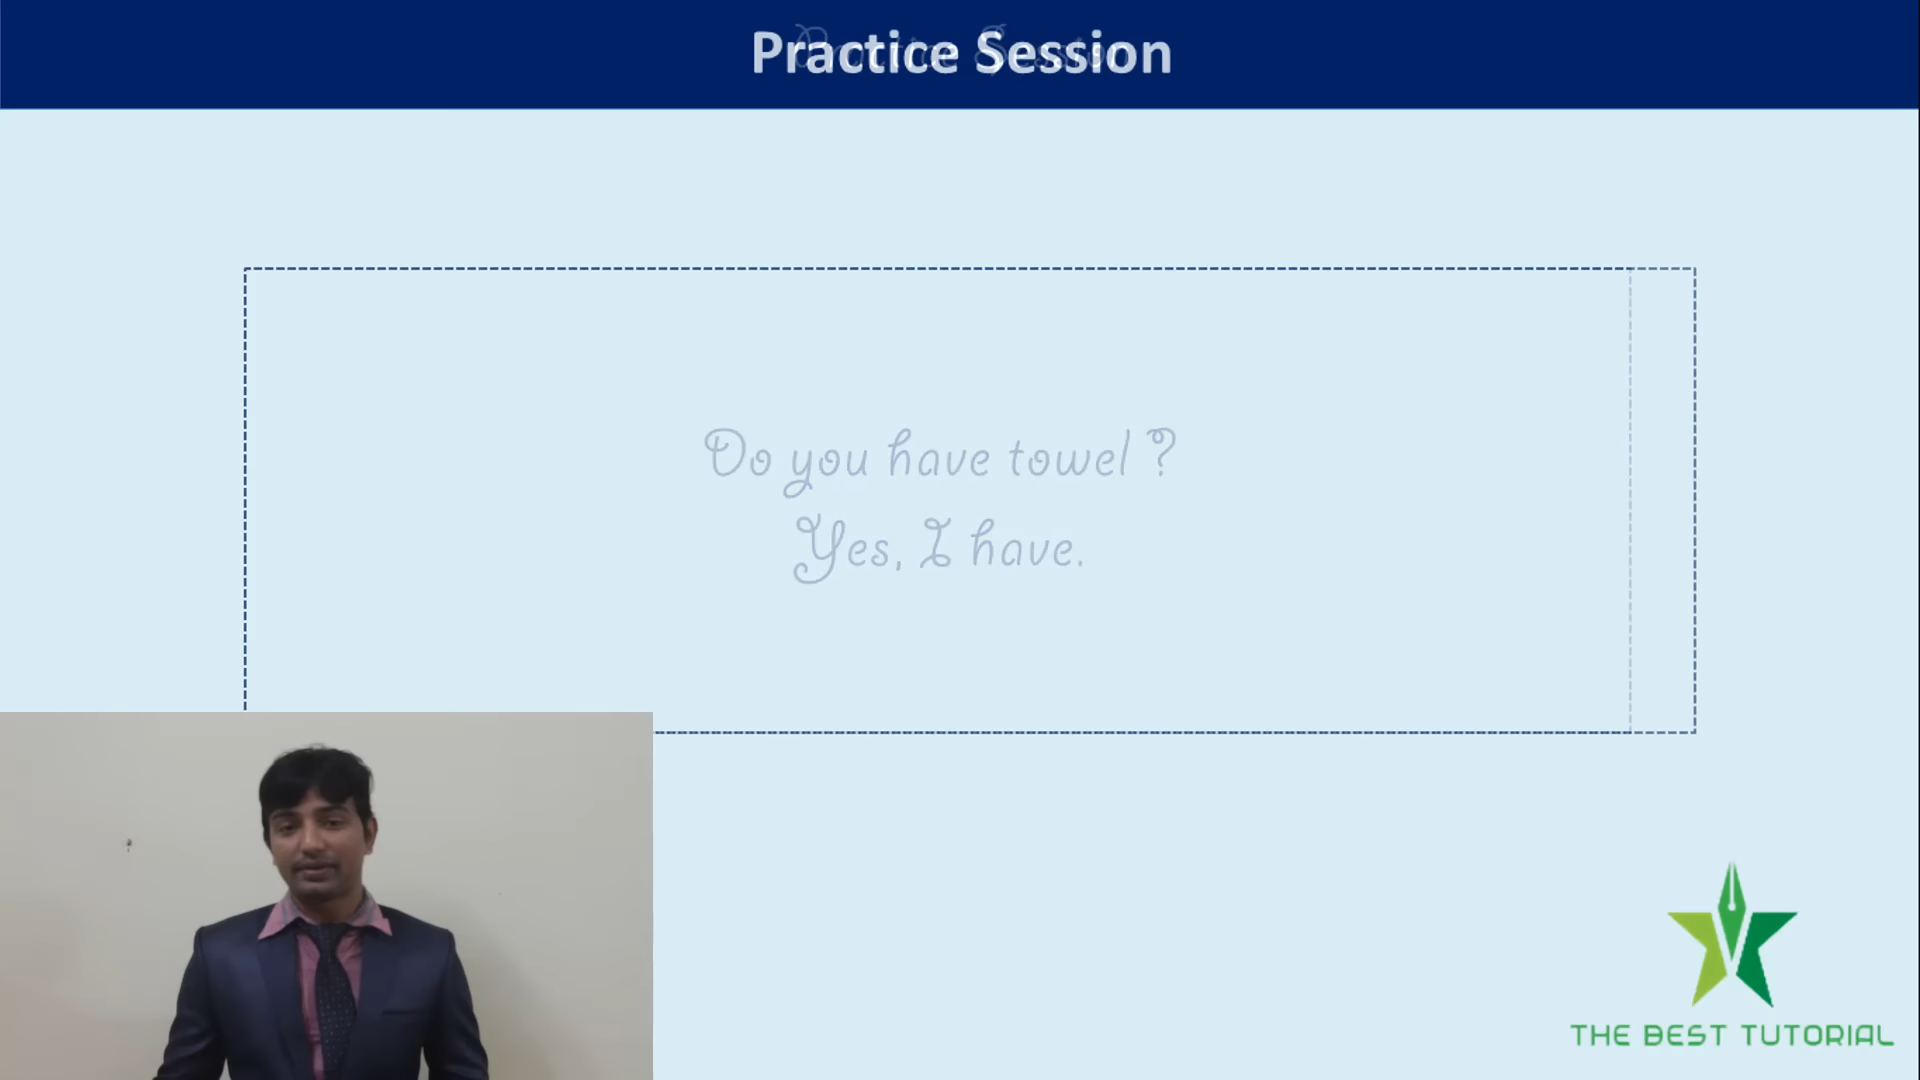 Practice Session
Do you have towel ?
Yes, I have.
THE BEST TUTORIAL